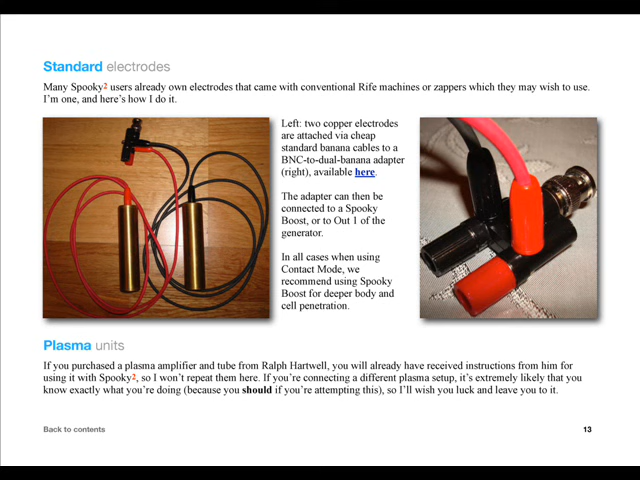 Standard electrodes
Many Spooky2 users already own electrodes that came with conventional Rife machines or zappers which they may wish to use.
I'm one, and here's how I do it.
Left: two copper electrodes
are attached via cheap
standard banana cables to a
BNC-to-dual-banana adapter
(right), available here.
The adapter can then be
connected to a Spooky
Boost, or to Out 1 of the
generator.
In all cases when using
Contact Mode, we
recommend using Spooky
Boost for deeper body and
cell penetration.
Plasma units
If you purchased a plasma amplifier and tube from Ralph Hartwell, you will already have received instructions from him for
using it with Spooky2, so I won't repeat them here. If you're connecting a different plasma setup, it's extremely likely that you
know exactly what you're doing (because you should if you're attempting this), so I'll wish you luck and leave you to it.
Back to contents
13